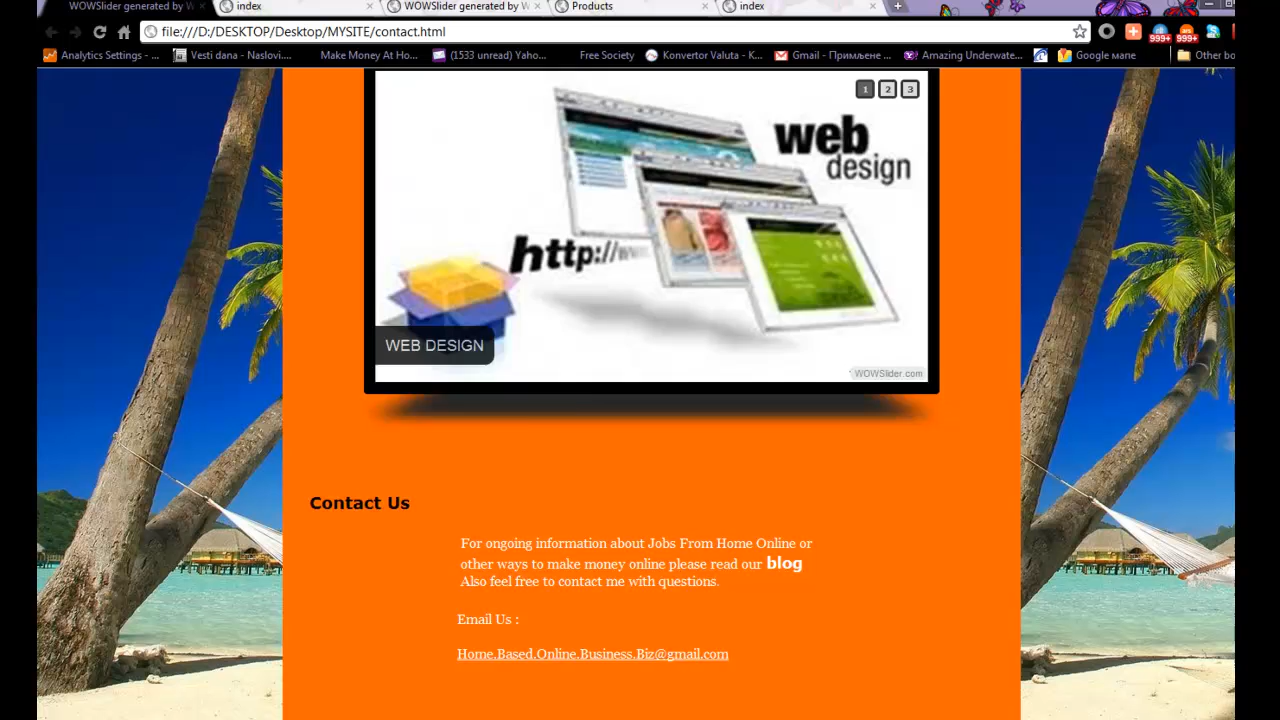 WOWSlider generated by W
index
WOWSlider generated by W
Products
index
file:///D:/DESKTOP/Desktop/MYSITE/contact.html
999+
999+
Analytics Settings - ...
Vesti dana - Naslovi...
Make Money At Ho...
(1533 unread) Yaho...
Free Society
Konvertor Valuta - K...
Gmail - Примљене ...
Amazing Underwate...
Google мапе
Other bo
1 2 3
web
design
http://ww
WEB DESIGN
WOWSlider.com
Contact Us
For ongoing information about Jobs From Home Online or
other ways to make money online please read our blog
Also feel free to contact me with questions.
Email Us :
Home.Based.Online.Business.Biz@gmail.com